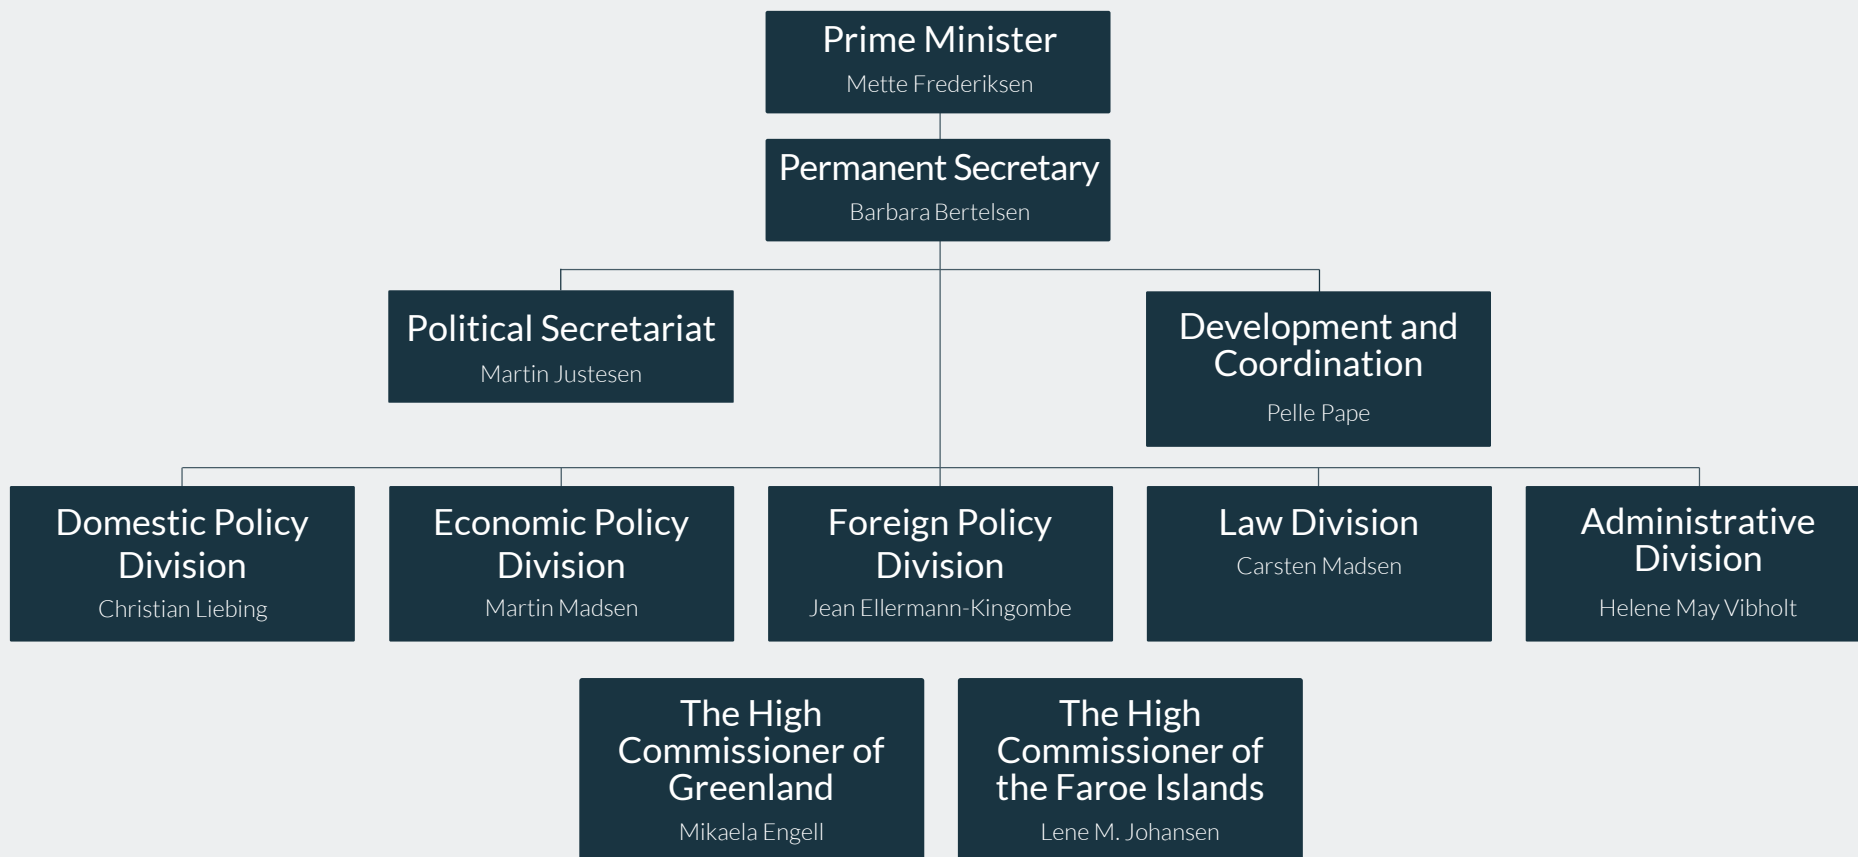 Prime Minister
Mette Frederiksen
Permanent Secretary
Barbara Bertelsen
Political Secretariat
Martin Justesen
Development and
Coordination
Pelle Pape
Domestic Policy
Division
Christian Liebing
Economic Policy
Division
Martin Madsen
Foreign Policy
Division
Jean Ellermann-Kingombe
Law Division
Carsten Madsen
Administrative
Division
Helene May Vibholt
The High
Commissioner of
Greenland
Mikaela Engell
The High
Commissioner of
the Faroe Islands
Lene M. Johansen